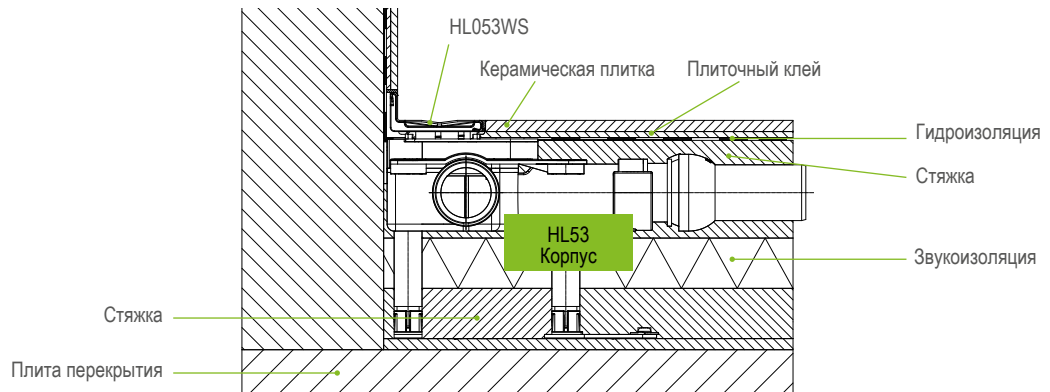 HL053WS
Керамическая плитка
Плиточный клей
Гидроизоляция
Стяжка
HL53
Корпус
Звукоизоляция
Стяжка
Плита перекрытия